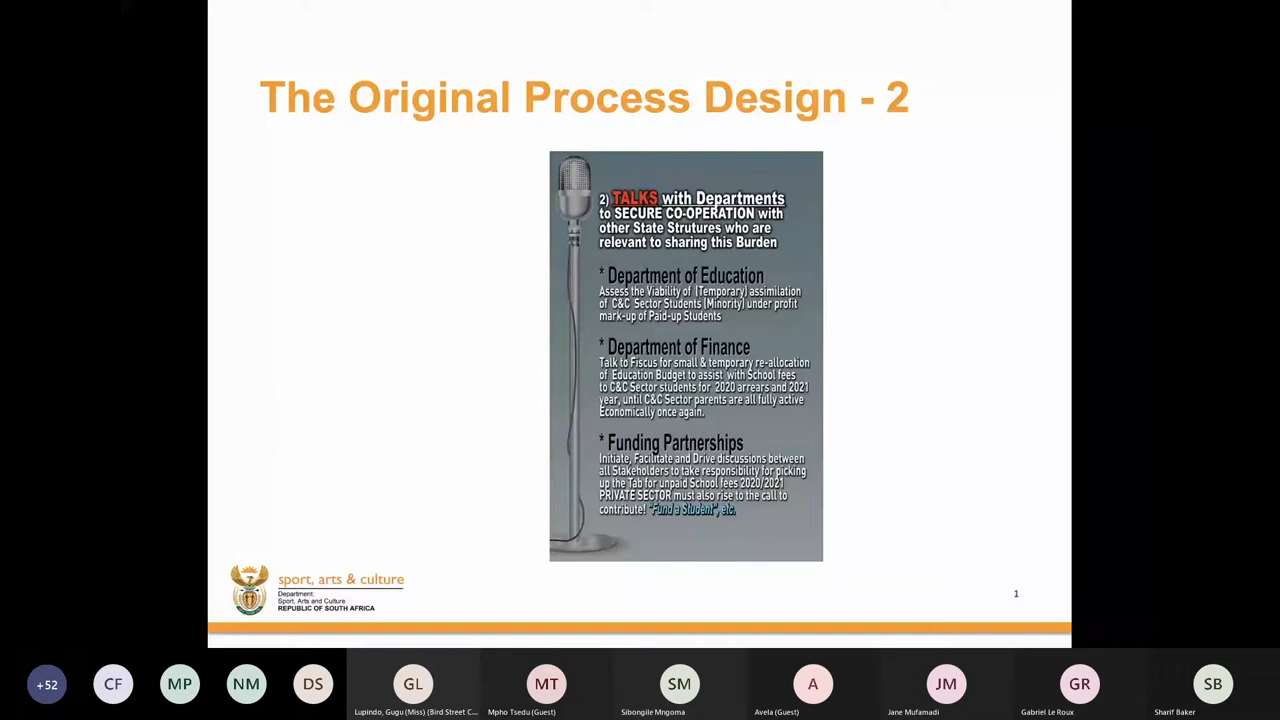 The Original Process Design - 2
2) TALKS with Departments
to SECURE CO-OPERATION with
other State Strutures who are
relevant to sharing this Burden
* Department of Education
Assess the Viability of (Temporary) assimilation
of C&C Sector Students (Minority) under profit
mark-up of Paid-up Students
* Department of Finance
Talk to Fiscus for small & temporary re-allocation
of Education Budget to assist with School fees
to C&C Sector students for 2020 arrears and 2021
year, until C&C Sector parents are all fully active
Economically once again.
* Funding Partnerships
Initiate, Facilitate and Drive discussions between
all Stakeholders to take responsibility for picking
up the Tab for unpaid School fees 2020/2021
PRIVATE SECTOR must also rise to the call to
contribute! "Fund a Student", etc.
sport, arts & culture
Department:
Sport, Arts and Culture
REPUBLIC OF SOUTH AFRICA
1
+52
CF
MP
NM
DS
GL
MT
SM
A
JM
GR
SB
Lupindo, Gugu (Miss) (Bird Street C...
Mpho Tsedu (Guest)
Sibongile Mngoma
Avela (Guest)
Jane Mufamadi
Gabriel Le Roux
Sharif Baker